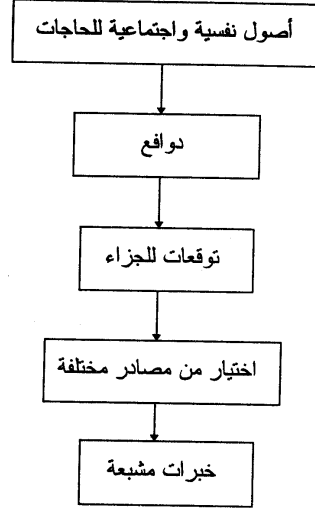 أصول نفسية واجتماعية للحاجات
دوافع
توقعات للجزاء
اختيار من مصادر مختلفة
خبرات مشبعة